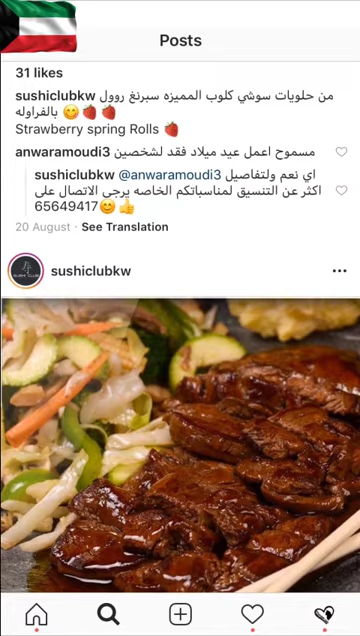 Posts
31 likes
sushiclubkw من حلويات سوشي كلوب المميزه سبرنغ روول
بالفراوله 😋🍓🍓
Strawberry spring Rolls 🍓
anwaramoudi3 مسموح اعمل عيد ميلاد فقد لشخصين
sushiclubkw @anwaramoudi3 اي نعم ولتفاصيل
اكثر عن التنسيق لمناسباتكم الخاصه يرجى الاتصال على
65649417😊👍
20 August · See Translation
sushiclubkw
SUSHI CLUB